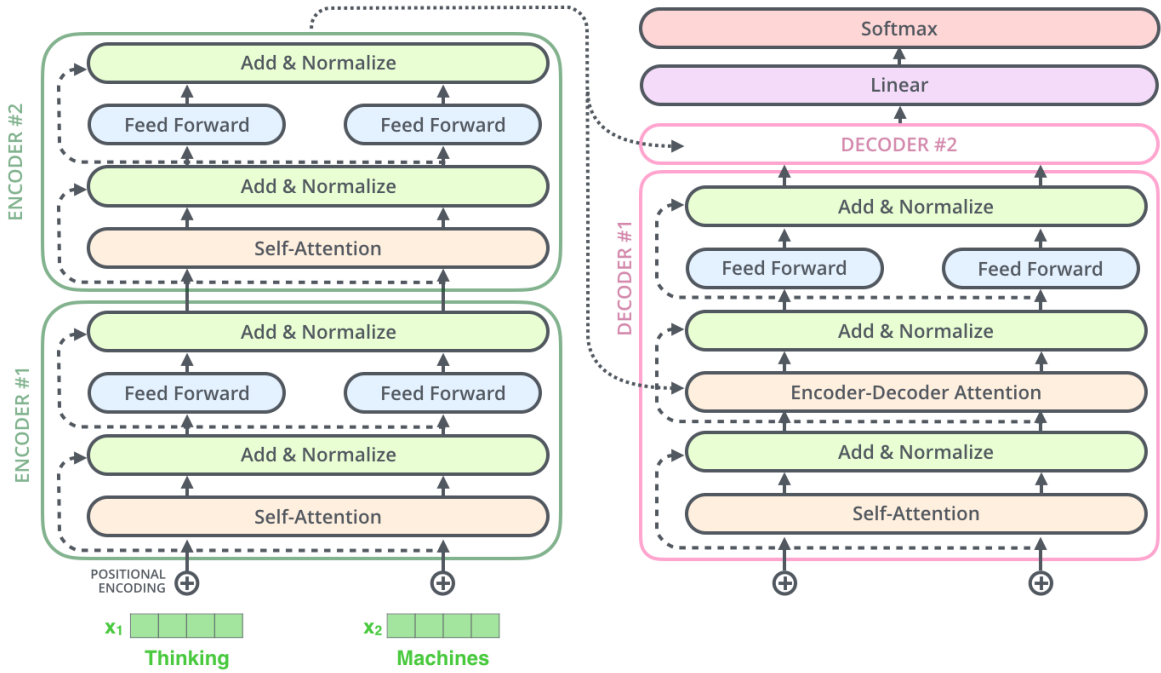 ENCODER #2
Add & Normalize
Feed Forward
Feed Forward
Add & Normalize
Self-Attention
ENCODER #1
Add & Normalize
Feed Forward
Feed Forward
Add & Normalize
Self-Attention
POSITIONAL
ENCODING
x₁
x₂
Thinking
Machines
Softmax
Linear
DECODER #2
DECODER #1
Add & Normalize
Feed Forward
Feed Forward
Add & Normalize
Encoder-Decoder Attention
Add & Normalize
Self-Attention